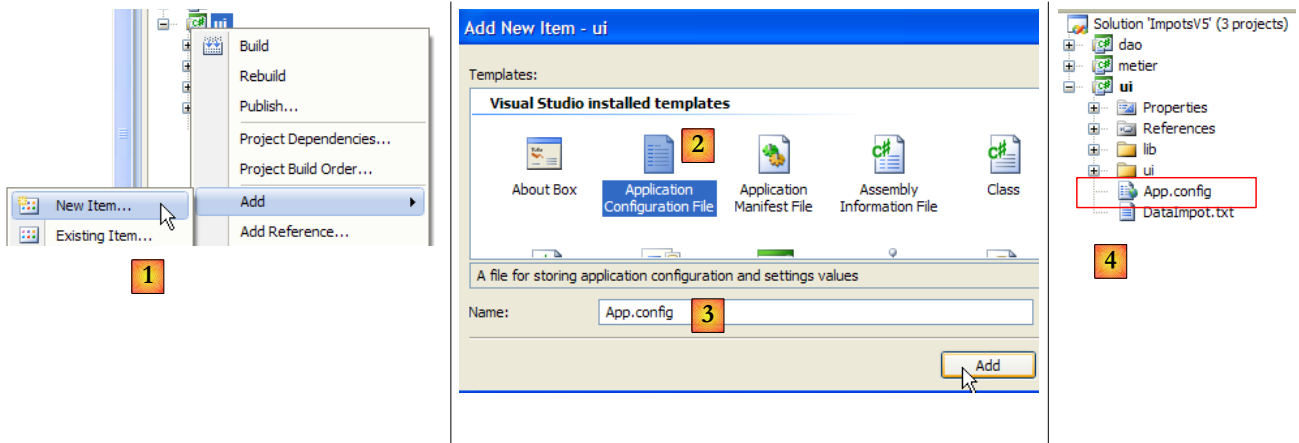 ui
Build
Rebuild
Publish...
Project Dependencies...
Project Build Order...
Add
Add Reference...
New Item...
Existing Item...
1
Add New Item - ui
Templates:
Visual Studio installed templates
2
About Box
Application
Configuration File
Application
Manifest File
Assembly
Information File
Class
A file for storing application configuration and settings values
Name:
App.config
3
Add
Solution 'ImpotsV5' (3 projects)
dao
metier
ui
Properties
References
lib
ui
App.config
DataImpot.txt
4